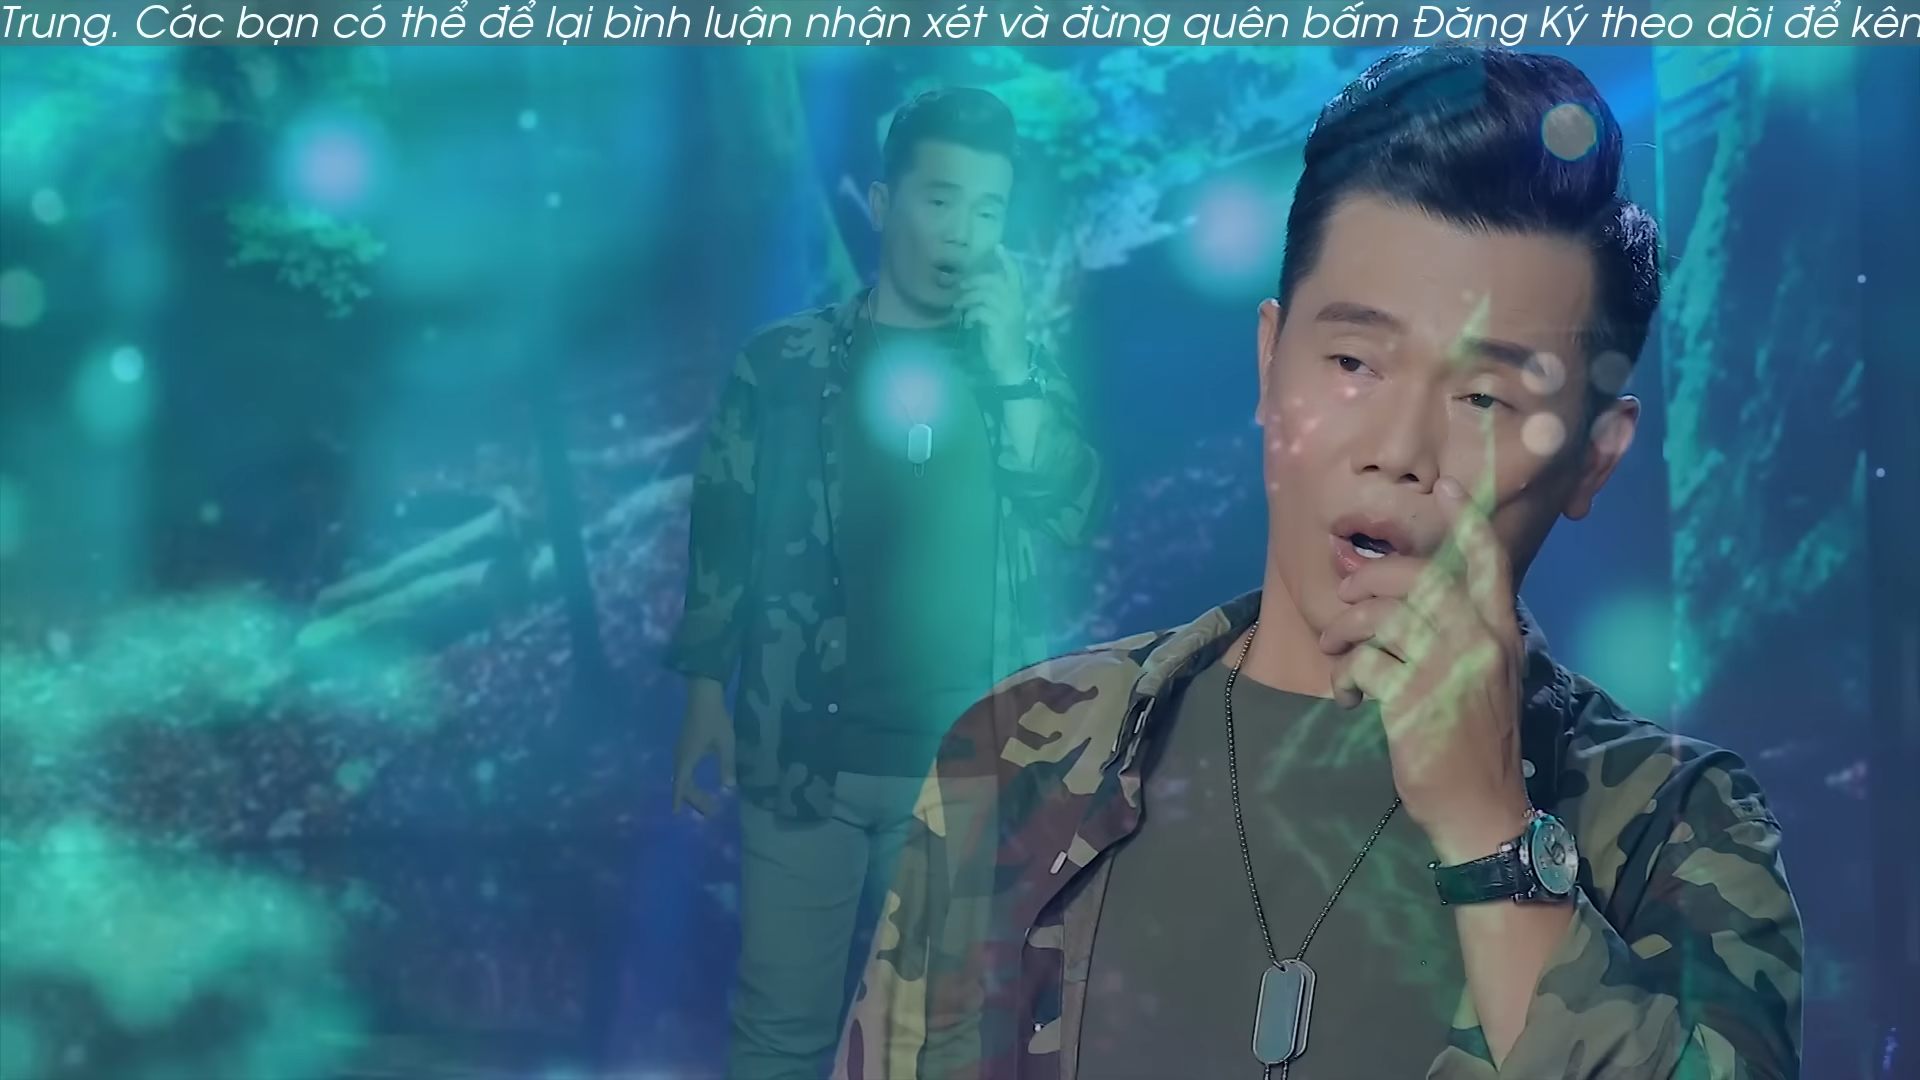 Trung. Các bạn có thể để lại bình luận nhận xét và đừng quên bấm Đăng Ký theo dõi để kên